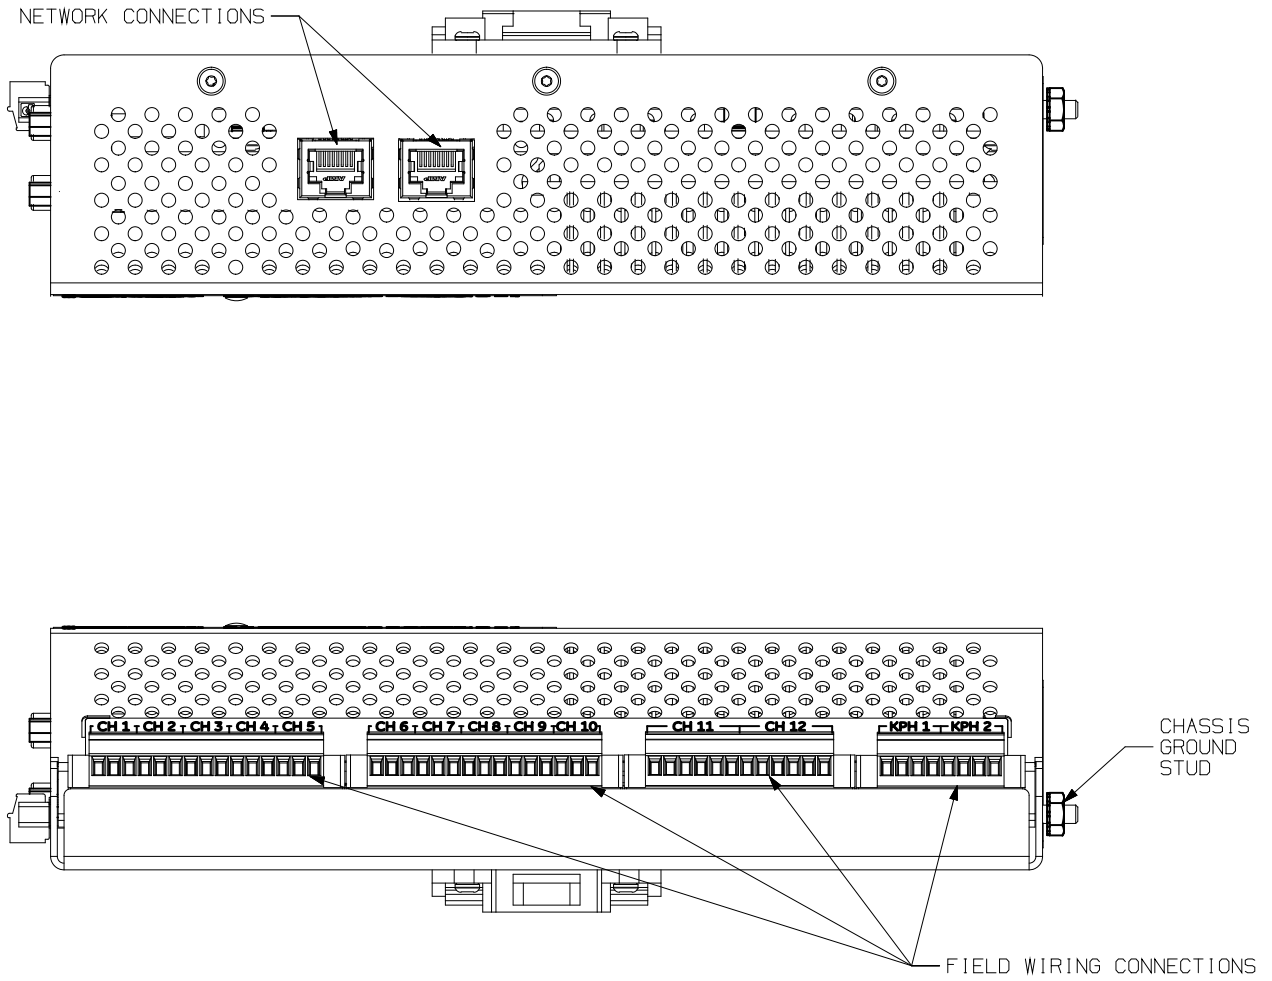 NETWORK CONNECTIONS
CH 1 CH 2 CH 3 CH 4 CH 5 CH 6 CH 7 CH 8 CH 9 CH 10 CH 11 CH 12 KPH 1 KPH 2
CHASSIS
GROUND
STUD
FIELD WIRING CONNECTIONS